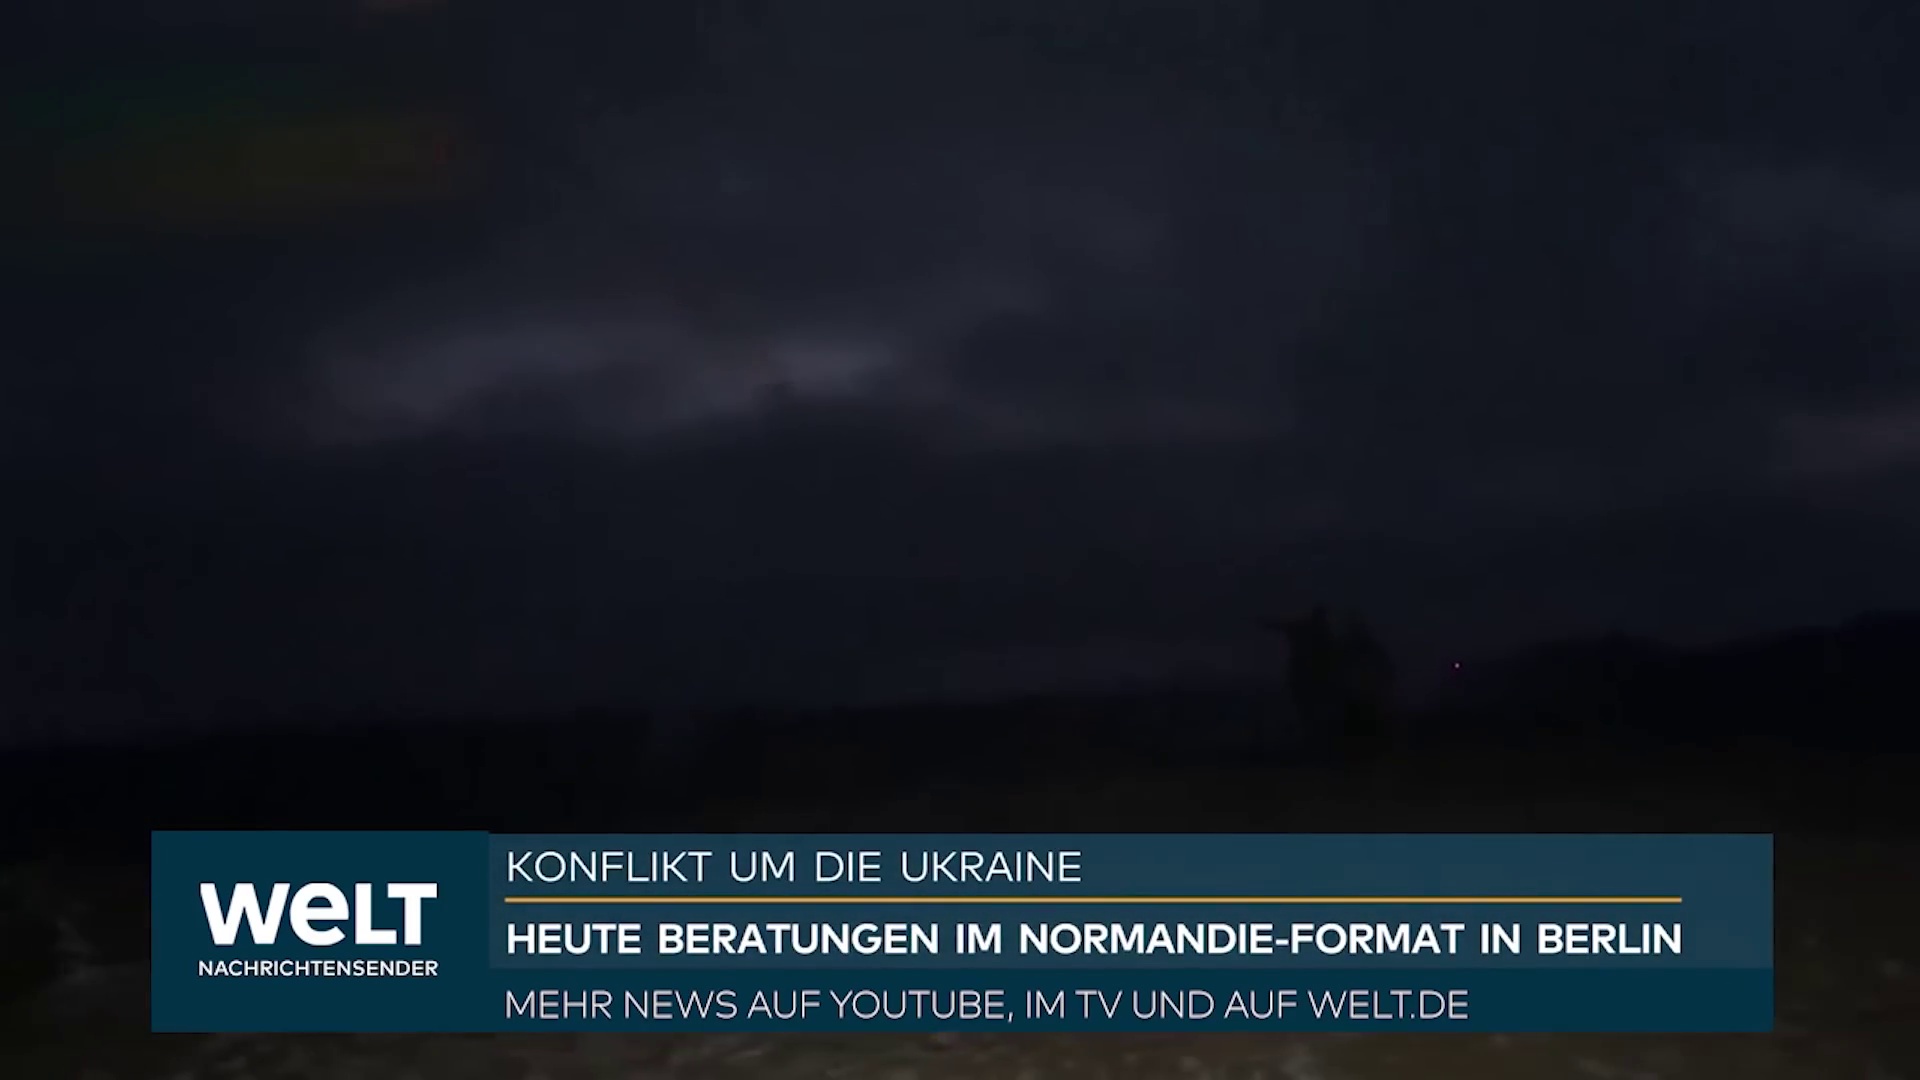 WELT
NACHRICHTENSENDER
KONFLIKT UM DIE UKRAINE
HEUTE BERATUNGEN IM NORMANDIE-FORMAT IN BERLIN
MEHR NEWS AUF YOUTUBE, IM TV UND AUF WELT.DE